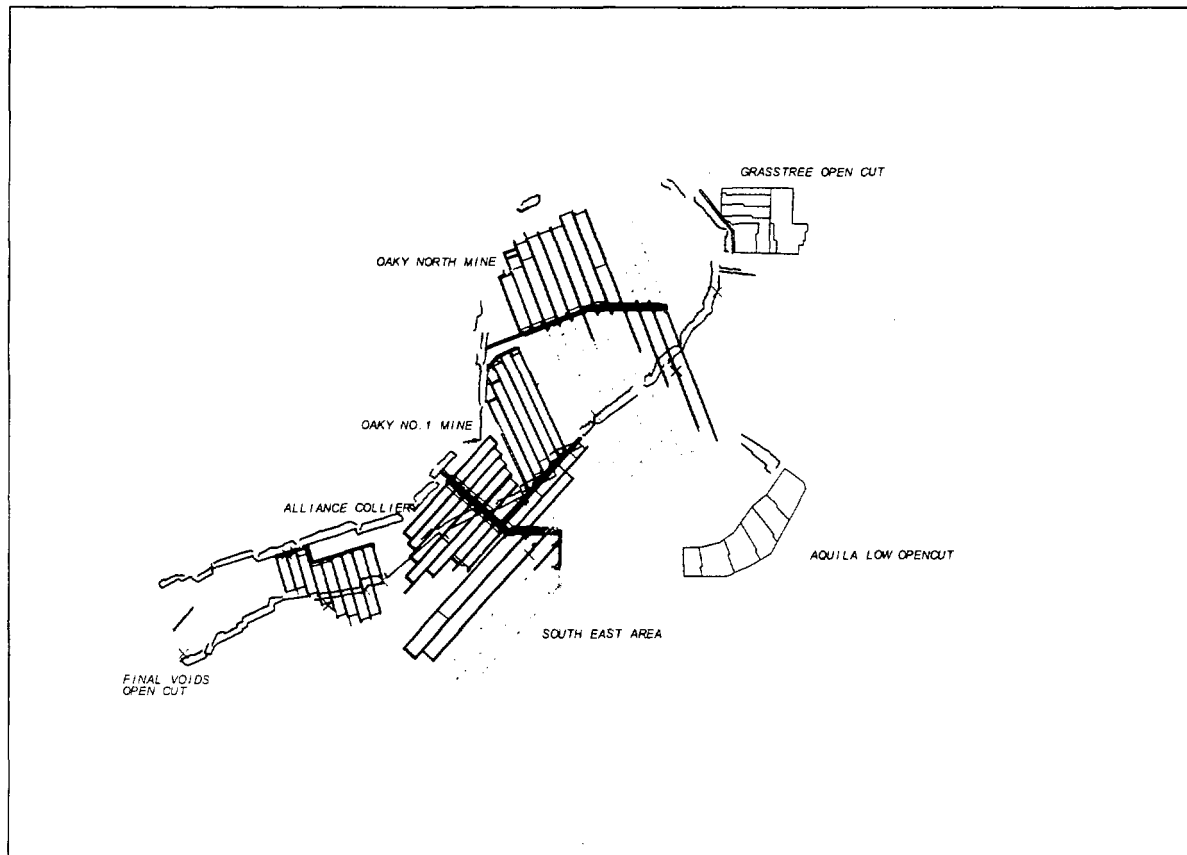 GRASSTREE OPEN CUT
OAKY NORTH MINE
OAKY NO.1 MINE
ALLIANCE COLLIER
AQUILA LOW OPENCUT
SOUTH EAST AREA
FINAL VOIDS
OPEN CUT